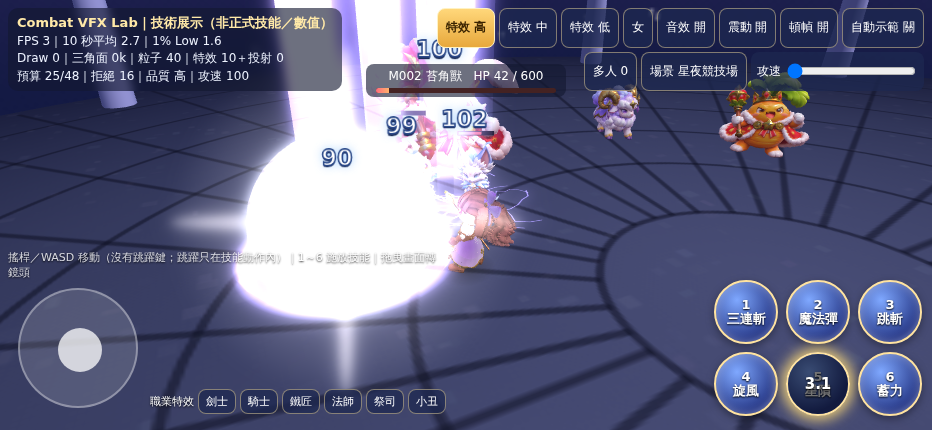 Combat VFX Lab｜技術展示（非正式技能／數值）
FPS 3｜10 秒平均 2.7｜1% Low 1.6
Draw 0｜三角面 0k｜粒子 40｜特效 10＋投射 0
預算 25/48｜拒絕 16｜品質 高｜攻速 100
特效 高
特效 中
特效 低
女
音效 開
震動 開
頓幀 開
自動示範 關
多人 0
場景 星夜競技場
攻速
100
M002 苔角獸 HP 42 / 600
99
102
90
搖桿／WASD 移動（沒有跳躍鍵；跳躍只在技能動作內）｜1～6 施放技能｜拖曳畫面轉
鏡頭
1
三連斬
2
魔法彈
3
跳斬
4
旋風
5
3.1
6
蓄力
職業特效
劍士
騎士
鐵匠
法師
祭司
小丑